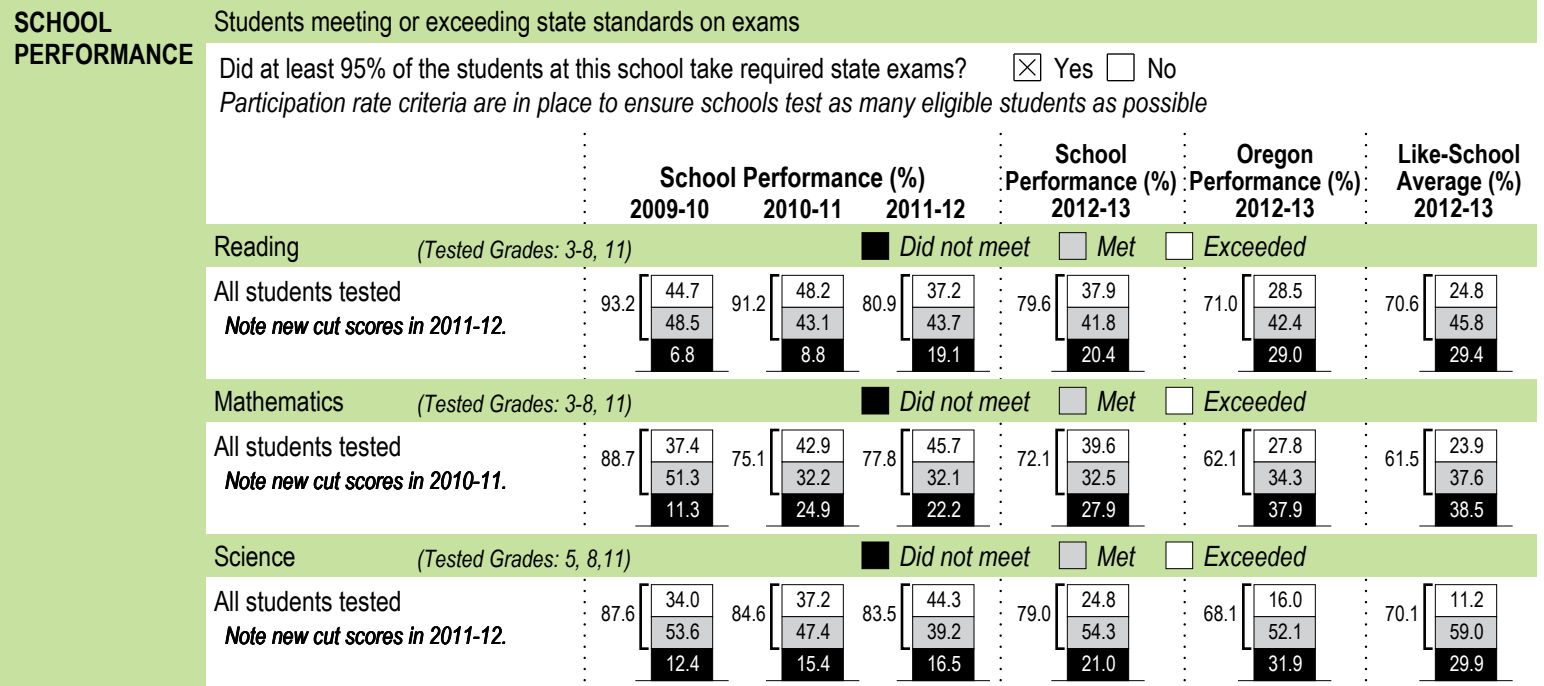 SCHOOL PERFORMANCE
Students meeting or exceeding state standards on exams
Did at least 95% of the students at this school take required state exams? Yes No
Participation rate criteria are in place to ensure schools test as many eligible students as possible
School Performance (%)
2009-10 2010-11 2011-12
School Performance (%) 2012-13
Oregon Performance (%) 2012-13
Like-School Average (%) 2012-13
Reading (Tested Grades: 3-8, 11) Did not meet Met Exceeded
All students tested
Note new cut scores in 2011-12.
93.2 44.7 48.5 6.8
91.2 48.2 43.1 8.8
80.9 37.2 43.7 19.1
79.6 37.9 41.8 20.4
71.0 28.5 42.4 29.0
70.6 24.8 45.8 29.4
Mathematics (Tested Grades: 3-8, 11) Did not meet Met Exceeded
All students tested
Note new cut scores in 2010-11.
88.7 37.4 51.3 11.3
75.1 42.9 32.2 24.9
77.8 45.7 32.1 22.2
72.1 39.6 32.5 27.9
62.1 27.8 34.3 37.9
61.5 23.9 37.6 38.5
Science (Tested Grades: 5, 8,11) Did not meet Met Exceeded
All students tested
Note new cut scores in 2011-12.
87.6 34.0 53.6 12.4
84.6 37.2 47.4 15.4
83.5 44.3 39.2 16.5
79.0 24.8 54.3 21.0
68.1 16.0 52.1 31.9
70.1 11.2 59.0 29.9